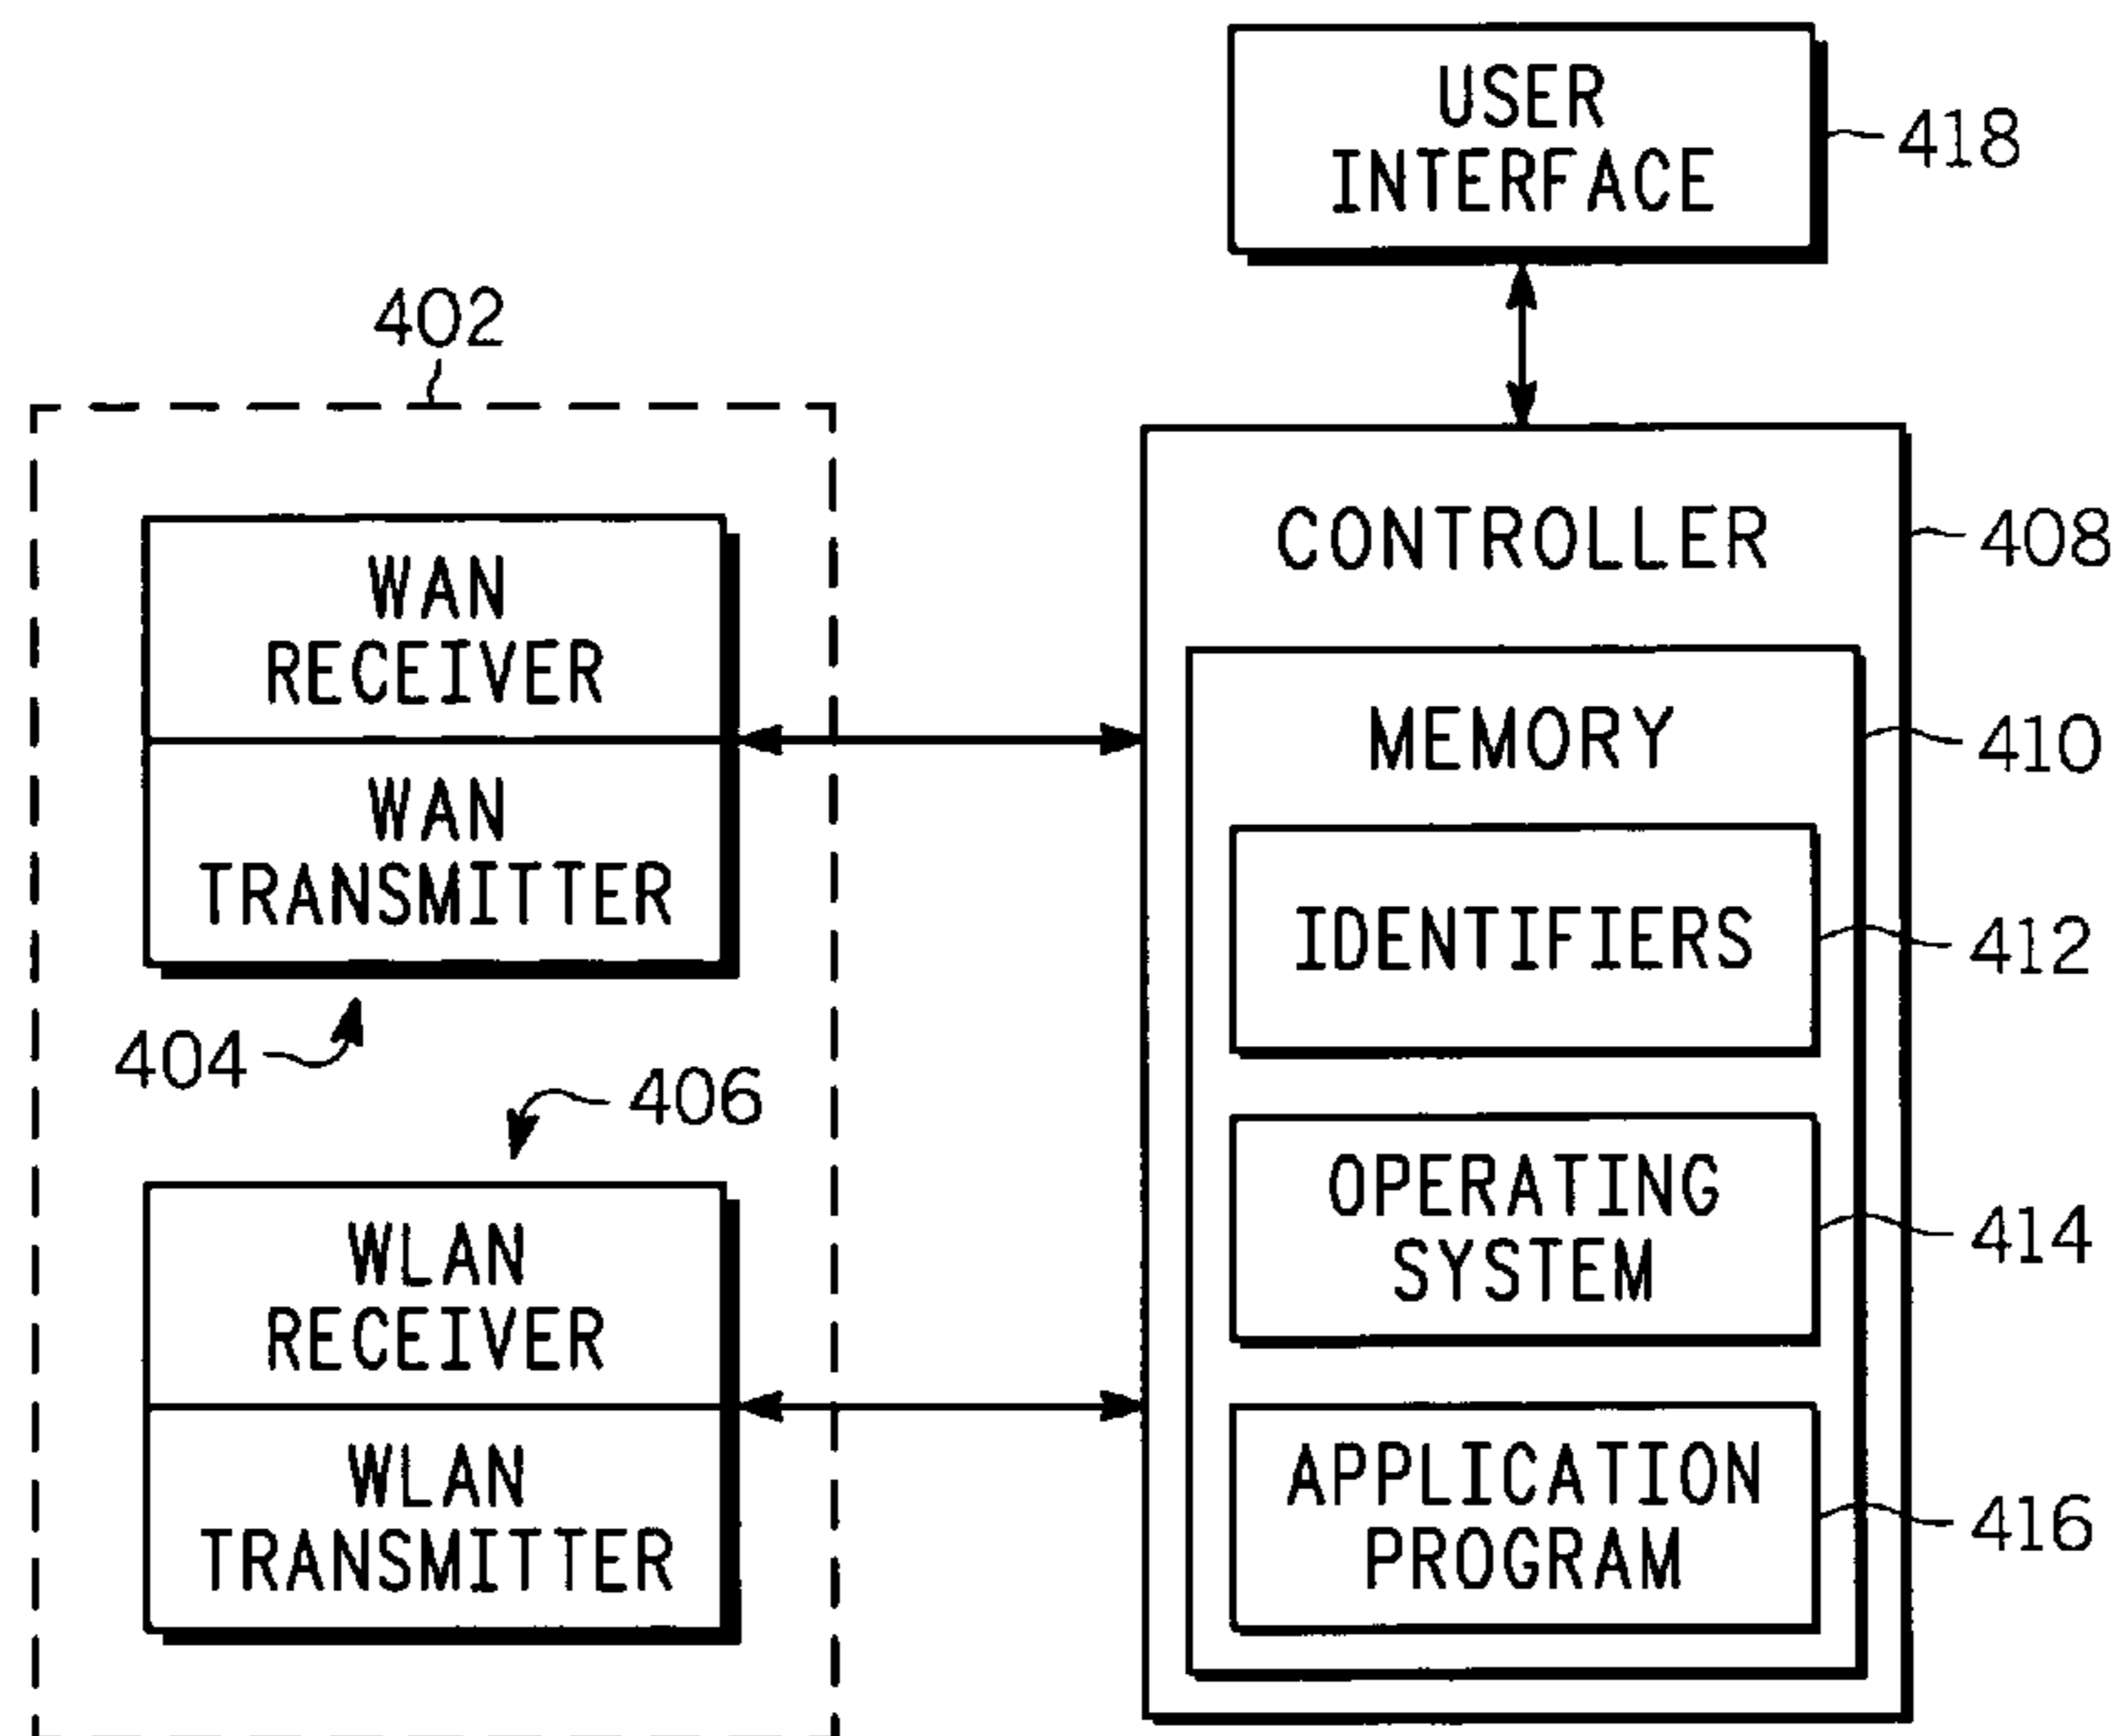 USER
INTERFACE
418
402
WAN
RECEIVER
WAN
TRANSMITTER
404
406
WLAN
RECEIVER
WLAN
TRANSMITTER
CONTROLLER
408
MEMORY
410
IDENTIFIERS
412
OPERATING
SYSTEM
414
APPLICATION
PROGRAM
416